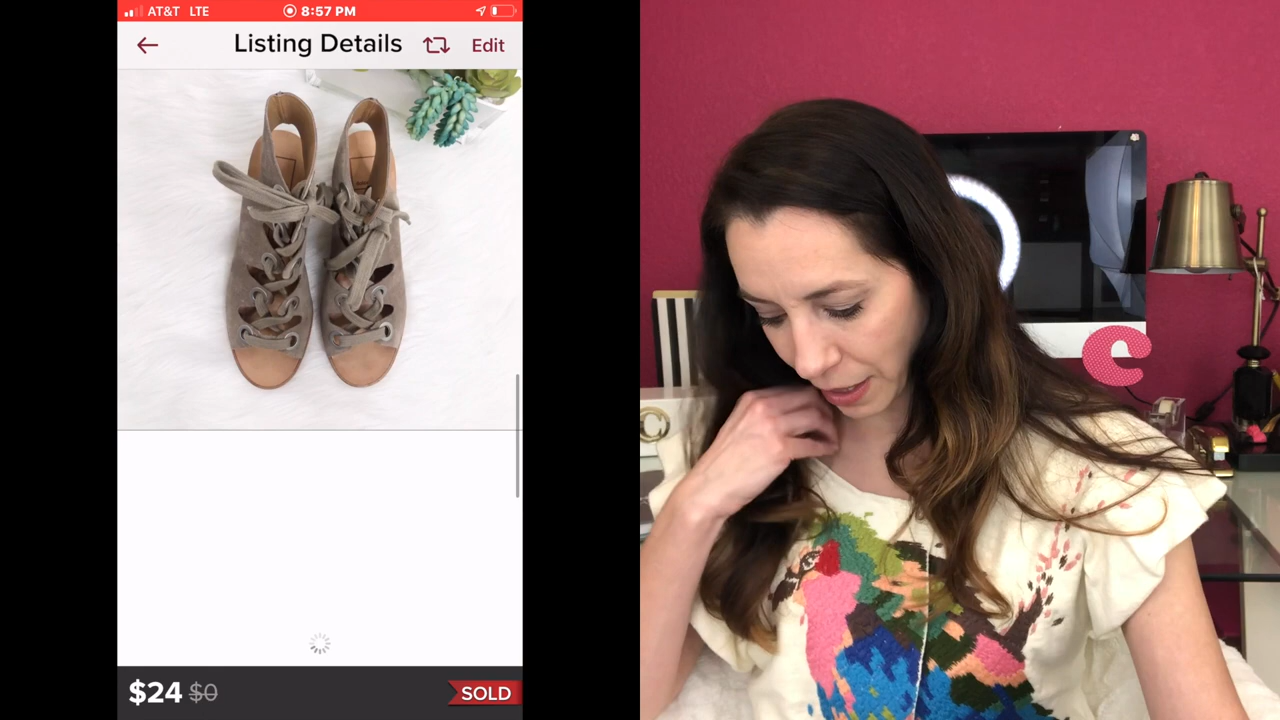 AT&T LTE 8:57 PM
Listing Details Edit
$24 $0 SOLD
C
e